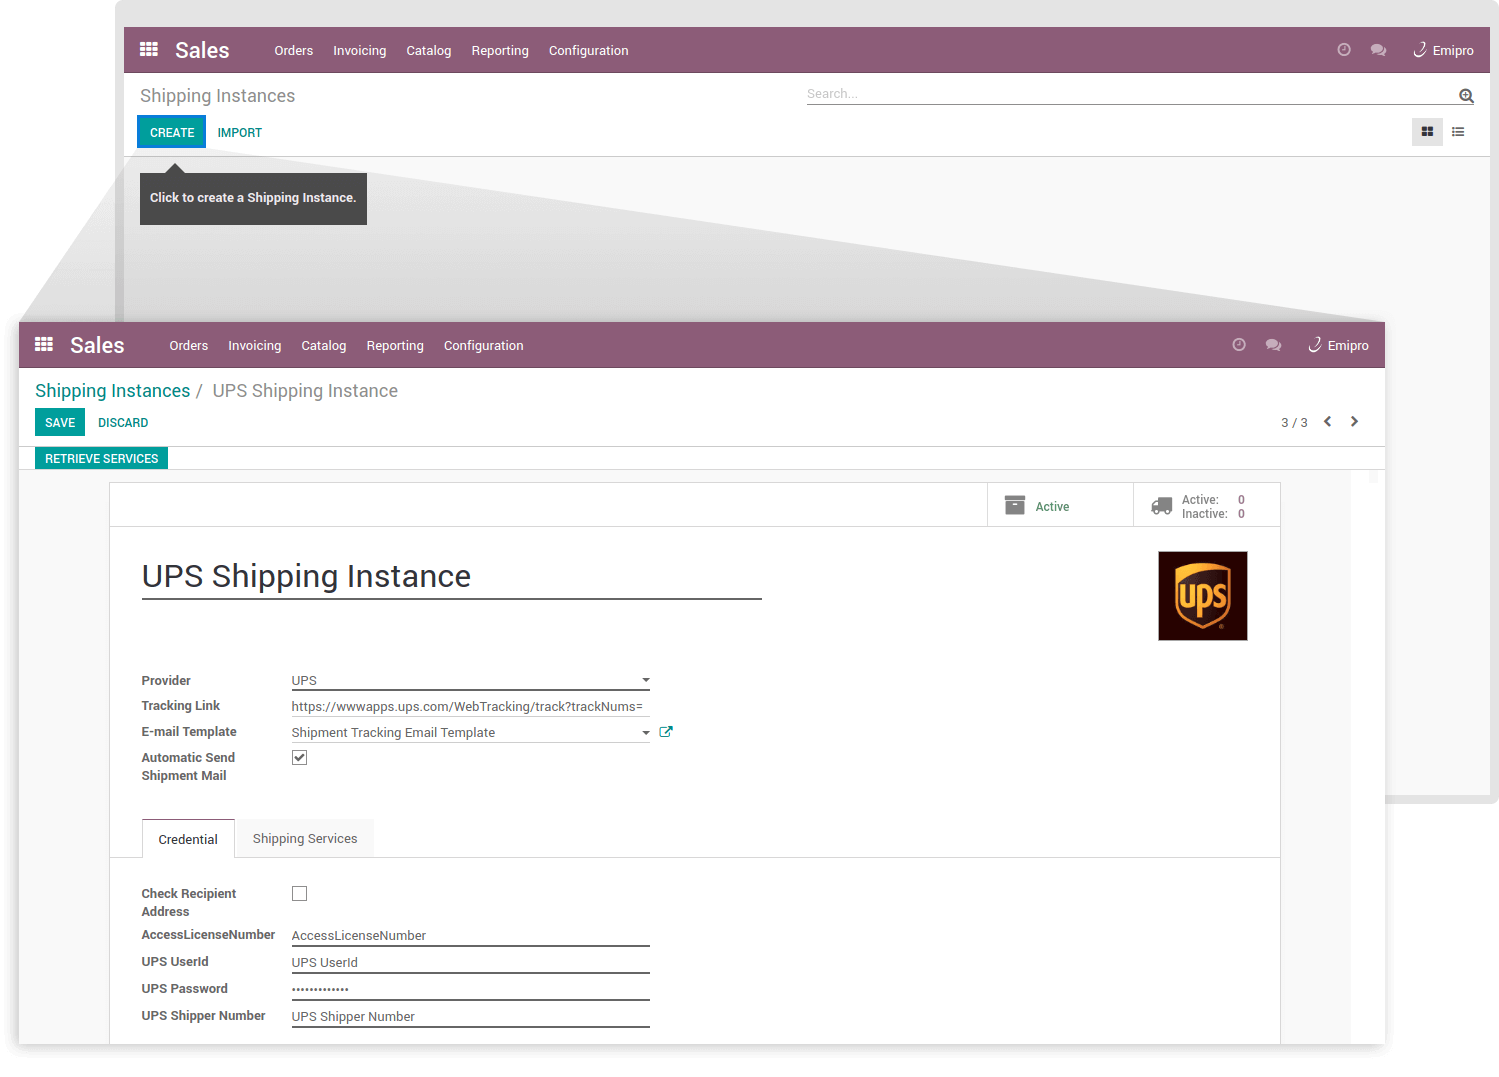 Sales Orders Invoicing Catalog Reporting Configuration Emipro
Shipping Instances Search...
CREATE IMPORT
Click to create a Shipping Instance.
Sales Orders Invoicing Catalog Reporting Configuration Emipro
Shipping Instances / UPS Shipping Instance
SAVE DISCARD 3 / 3
RETRIEVE SERVICES
Active Active: 0
Inactive: 0
UPS Shipping Instance
ups
Provider UPS
Tracking Link https://wwwapps.ups.com/WebTracking/track?trackNums=
E-mail Template Shipment Tracking Email Template
Automatic Send
Shipment Mail
Credential Shipping Services
Check Recipient
Address
AccessLicenseNumber AccessLicenseNumber
UPS UserId UPS UserId
UPS Password •••••••••••••
UPS Shipper Number UPS Shipper Number